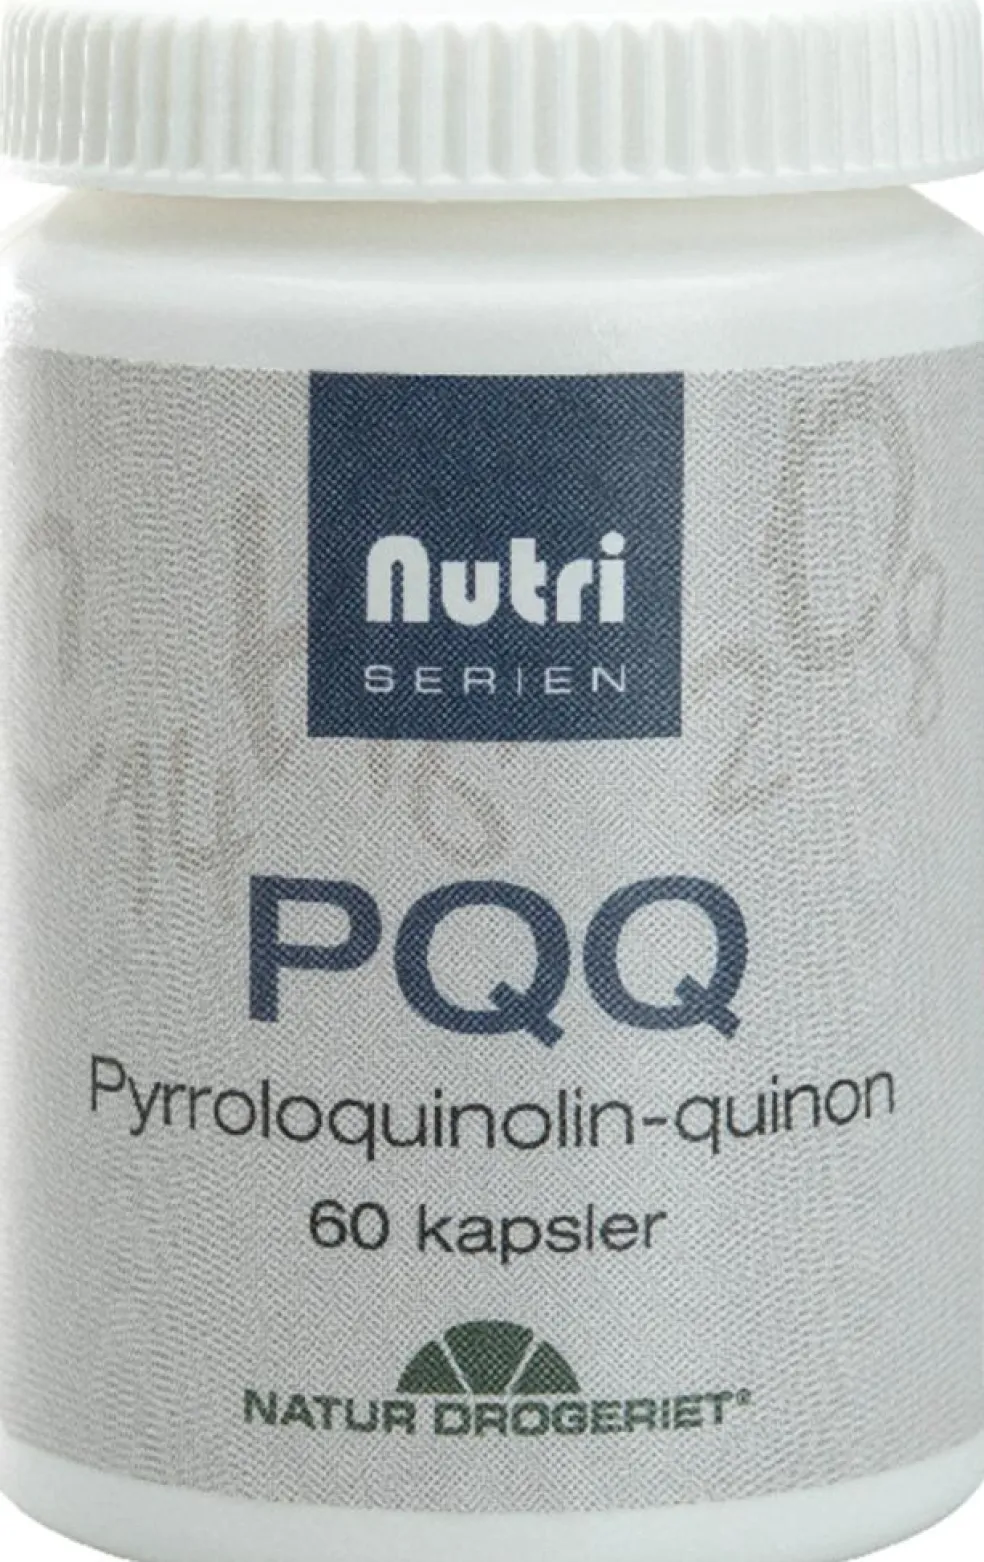 nutri
SERIEN
PQQ
Pyrroloquinolin-quinon
60 kapsler
NATUR DROGERIET®